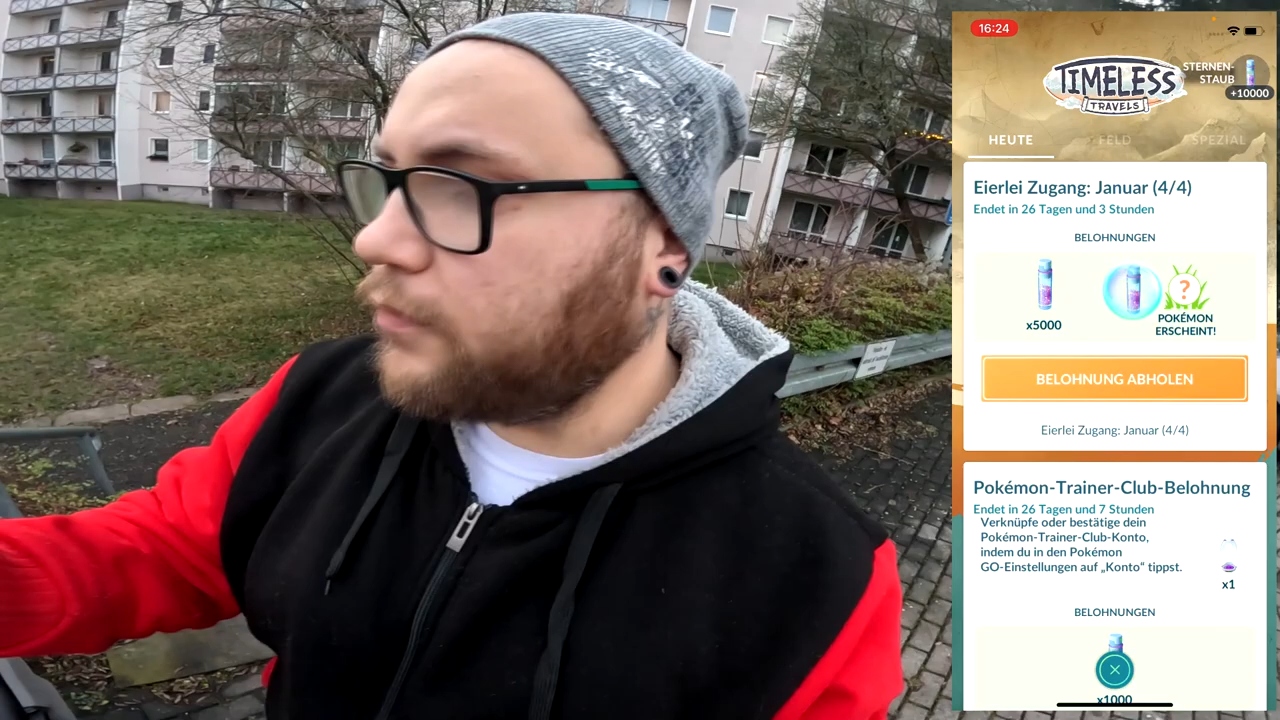 16:24
TIMELESS
TRAVELS
STERNEN-
STAUB
+10000
HEUTE
FELD
SPEZIAL
Eierlei Zugang: Januar (4/4)
Endet in 26 Tagen und 3 Stunden
BELOHNUNGEN
x5000
?
POKÉMON
ERSCHEINT!
BELOHNUNG ABHOLEN
Eierlei Zugang: Januar (4/4)
Pokémon-Trainer-Club-Belohnung
Endet in 26 Tagen und 7 Stunden
Verknüpfe oder bestätige dein
Pokémon-Trainer-Club-Konto,
indem du in den Pokémon
GO-Einstellungen auf „Konto“ tippst.
x1
BELOHNUNGEN
x1000